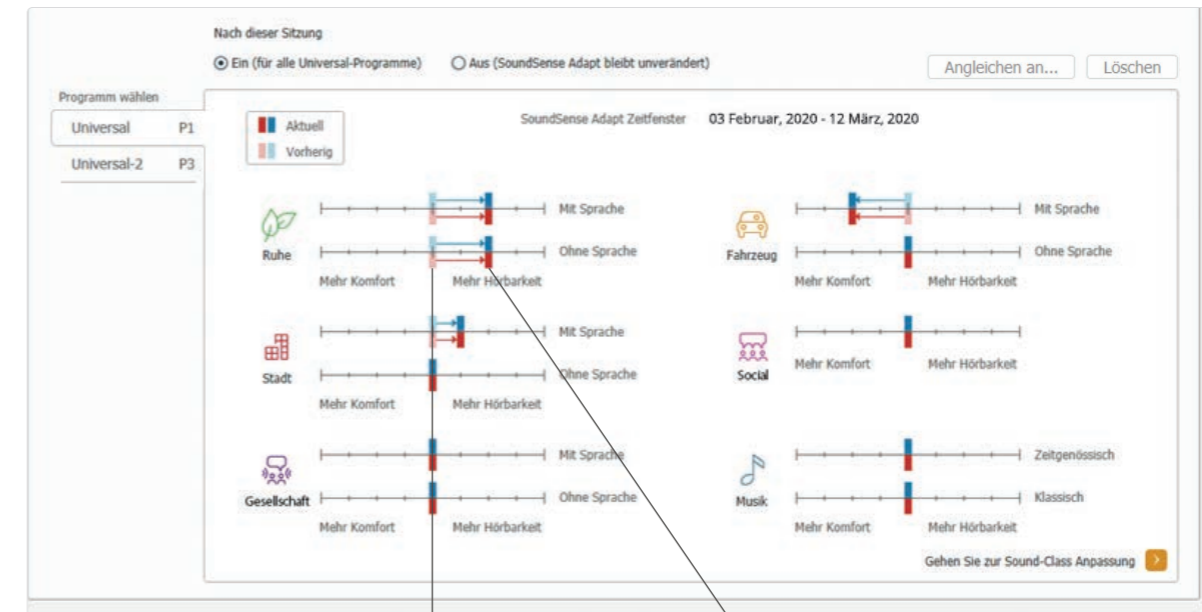 Nach dieser Sitzung
Ein (für alle Universal-Programme) Aus (SoundSense Adapt bleibt unverändert)
Angleichen an... Löschen
Programm wählen
Universal P1
Universal-2 P3
Aktuell
Vorherig
SoundSense Adapt Zeitfenster 03 Februar, 2020 - 12 März, 2020
Ruhe
Mit Sprache
Ohne Sprache
Mehr Komfort Mehr Hörbarkeit
Fahrzeug
Mit Sprache
Ohne Sprache
Mehr Komfort Mehr Hörbarkeit
Stadt
Mit Sprache
Ohne Sprache
Mehr Komfort Mehr Hörbarkeit
Social
Mehr Komfort Mehr Hörbarkeit
Gesellschaft
Mit Sprache
Ohne Sprache
Mehr Komfort Mehr Hörbarkeit
Musik
Zeitgenössisch
Klassisch
Mehr Komfort Mehr Hörbarkeit
Gehen Sie zur Sound-Class Anpassung